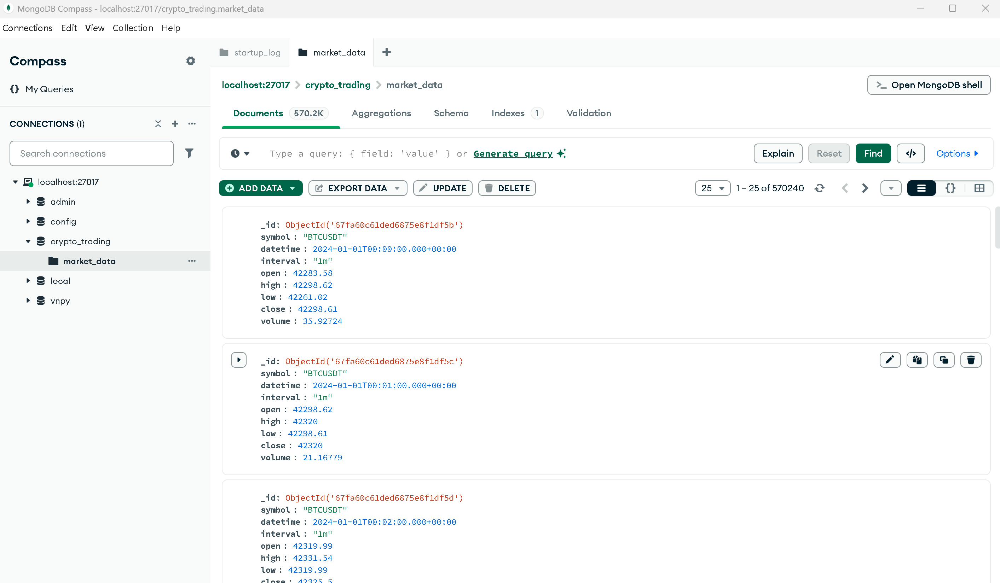 MongoDB Compass - localhost:27017/crypto_trading.market_data
Connections Edit View Collection Help
Compass
My Queries
CONNECTIONS (1)
Search connections
localhost:27017
admin
config
crypto_trading
market_data
local
vnpy
startup_log
market_data
localhost:27017 > crypto_trading > market_data
Open MongoDB shell
Documents 570.2K Aggregations Schema Indexes 1 Validation
Type a query: { field: 'value' } or Generate query
Explain Reset Find </> Options
ADD DATA EXPORT DATA UPDATE DELETE
25 1 – 25 of 570240 {}
_id: ObjectId('67fa60c61ded6875e8f1df5b')
symbol : "BTCUSDT"
datetime : 2024-01-01T00:00:00.000+00:00
interval : "1m"
open : 42283.58
high : 42298.62
low : 42261.02
close : 42298.61
volume : 35.92724
_id: ObjectId('67fa60c61ded6875e8f1df5c')
symbol : "BTCUSDT"
datetime : 2024-01-01T00:01:00.000+00:00
interval : "1m"
open : 42298.62
high : 42320
low : 42298.61
close : 42320
volume : 21.16779
_id: ObjectId('67fa60c61ded6875e8f1df5d')
symbol : "BTCUSDT"
datetime : 2024-01-01T00:02:00.000+00:00
interval : "1m"
open : 42319.99
high : 42331.54
low : 42319.99
close : 42325.5